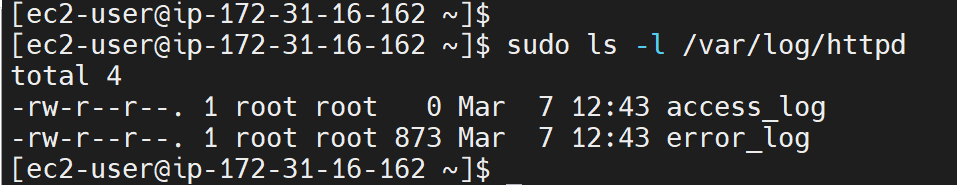 [ec2-user@ip-172-31-16-162 ~]$
[ec2-user@ip-172-31-16-162 ~]$ sudo ls -l /var/log/httpd
total 4
-rw-r--r--. 1 root root   0 Mar  7 12:43 access_log
-rw-r--r--. 1 root root 873 Mar  7 12:43 error_log
[ec2-user@ip-172-31-16-162 ~]$